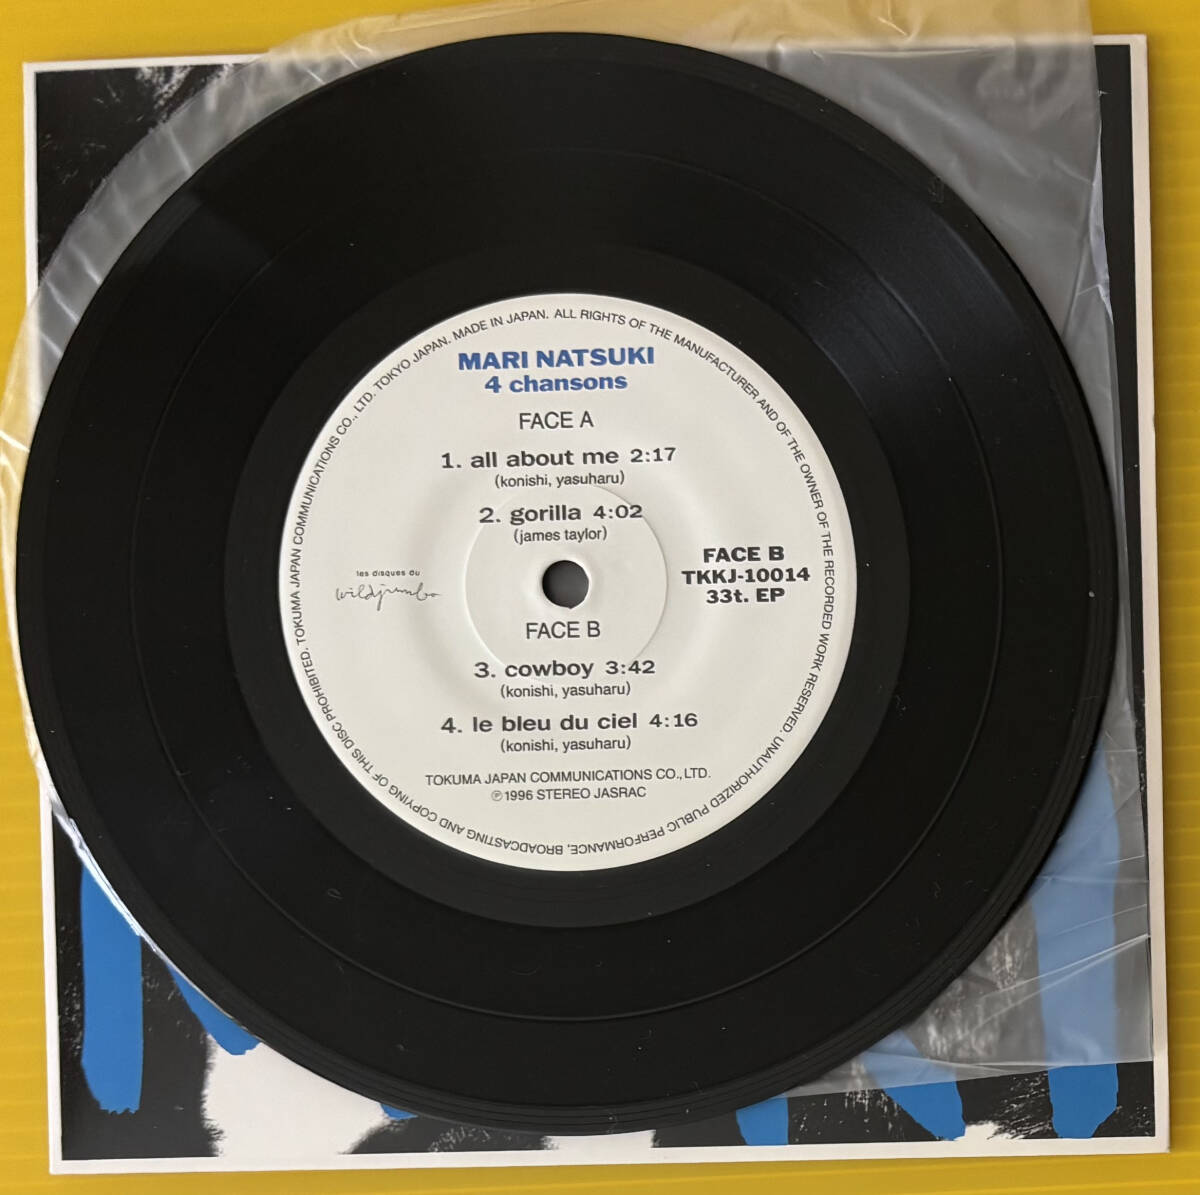 MARI NATSUKI
4 chansons
FACE A
1. all about me 2:17
(konishi, yasuharu)
2. gorilla 4:02
(james taylor)
les disques du
wildjumbo
FACE B
TKKJ-10014
33t. EP
FACE B
3. cowboy 3:42
(konishi, yasuharu)
4. le bleu du ciel 4:16
(konishi, yasuharu)
TOKUMA JAPAN COMMUNICATIONS CO., LTD.
Ⓟ1996 STEREO JASRAC
TOKUMA JAPAN COMMUNICATIONS CO., LTD. TOKYO JAPAN. MADE IN JAPAN. ALL RIGHTS OF THE MANUFACTURER AND OF THE OWNER OF THE RECORDED WORK RESERVED. UNAUTHORIZED PUBLIC PERFORMANCE, BROADCASTING AND COPYING OF THIS DISC PROHIBITED.